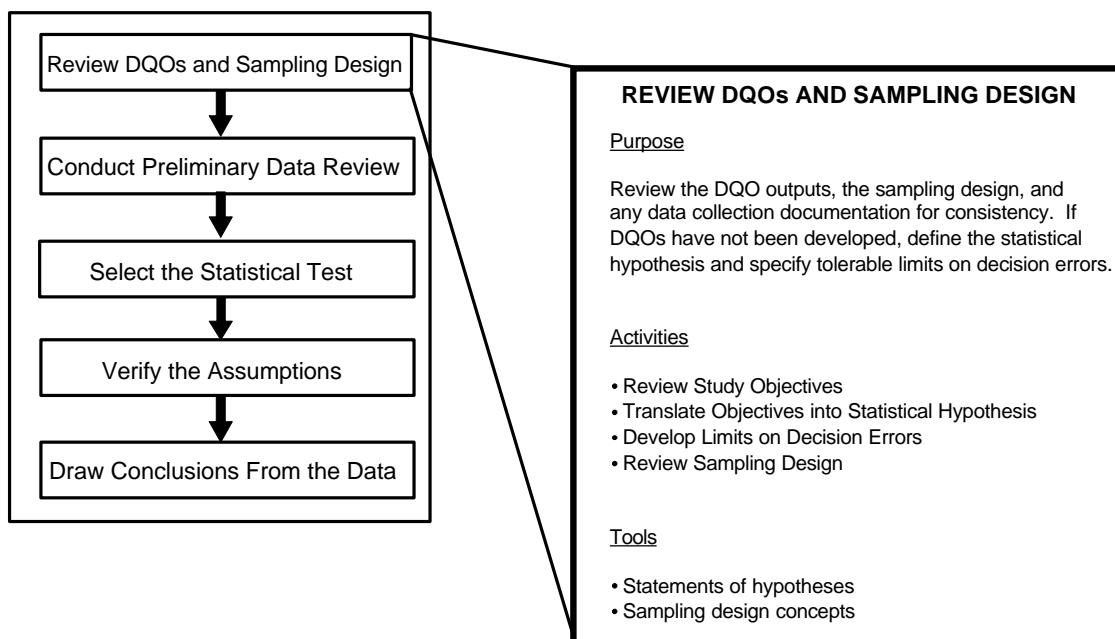 Review DQOs and Sampling Design
Conduct Preliminary Data Review
Select the Statistical Test
Verify the Assumptions
Draw Conclusions From the Data
REVIEW DQOs AND SAMPLING DESIGN
Purpose
Review the DQO outputs, the sampling design, and
any data collection documentation for consistency.  If
DQOs have not been developed, define the statistical
hypothesis and specify tolerable limits on decision errors.
Activities
• Review Study Objectives
• Translate Objectives into Statistical Hypothesis
• Develop Limits on Decision Errors
• Review Sampling Design
Tools
• Statements of hypotheses
• Sampling design concepts